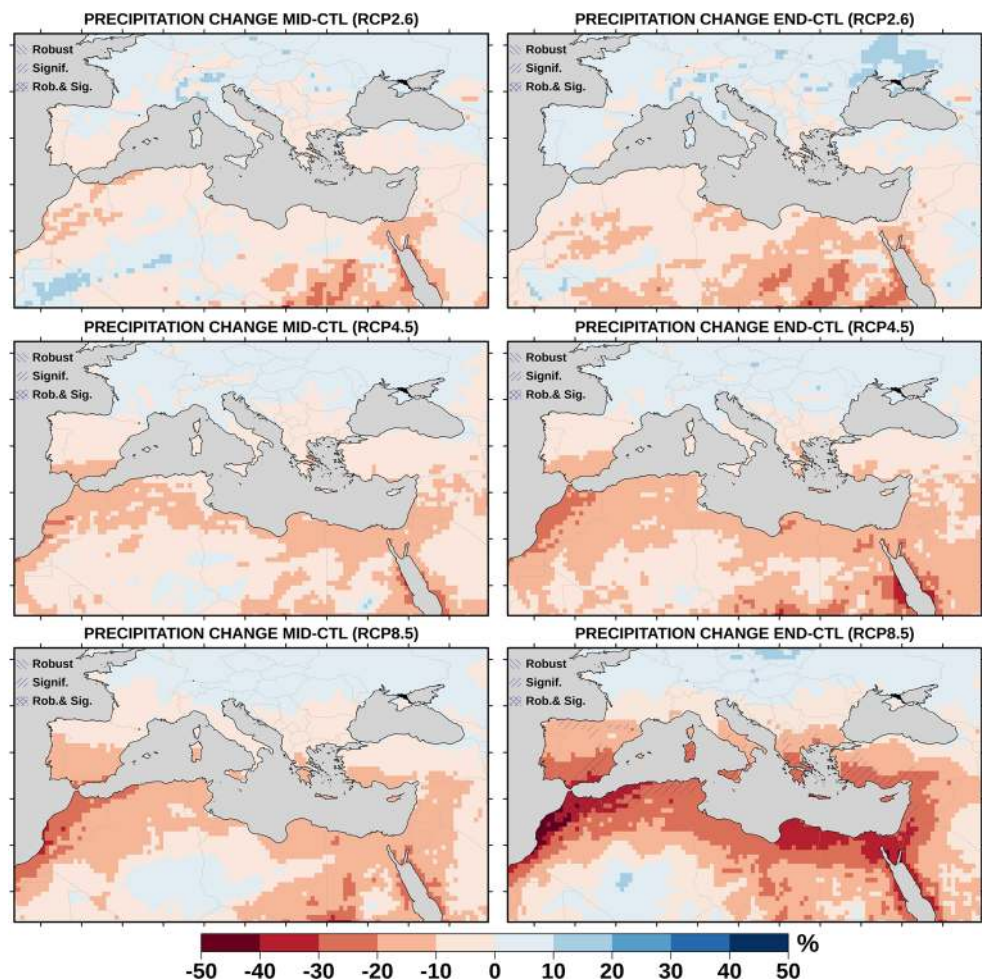 PRECIPITATION CHANGE MID-CTL (RCP2.6)
Robust
Signif.
Rob.& Sig.
PRECIPITATION CHANGE END-CTL (RCP2.6)
Robust
Signif.
Rob.& Sig.
PRECIPITATION CHANGE MID-CTL (RCP4.5)
Robust
Signif.
Rob.& Sig.
PRECIPITATION CHANGE END-CTL (RCP4.5)
Robust
Signif.
Rob.& Sig.
PRECIPITATION CHANGE MID-CTL (RCP8.5)
Robust
Signif.
Rob.& Sig.
PRECIPITATION CHANGE END-CTL (RCP8.5)
Robust
Signif.
Rob.& Sig.
%
-50 -40 -30 -20 -10 0 10 20 30 40 50